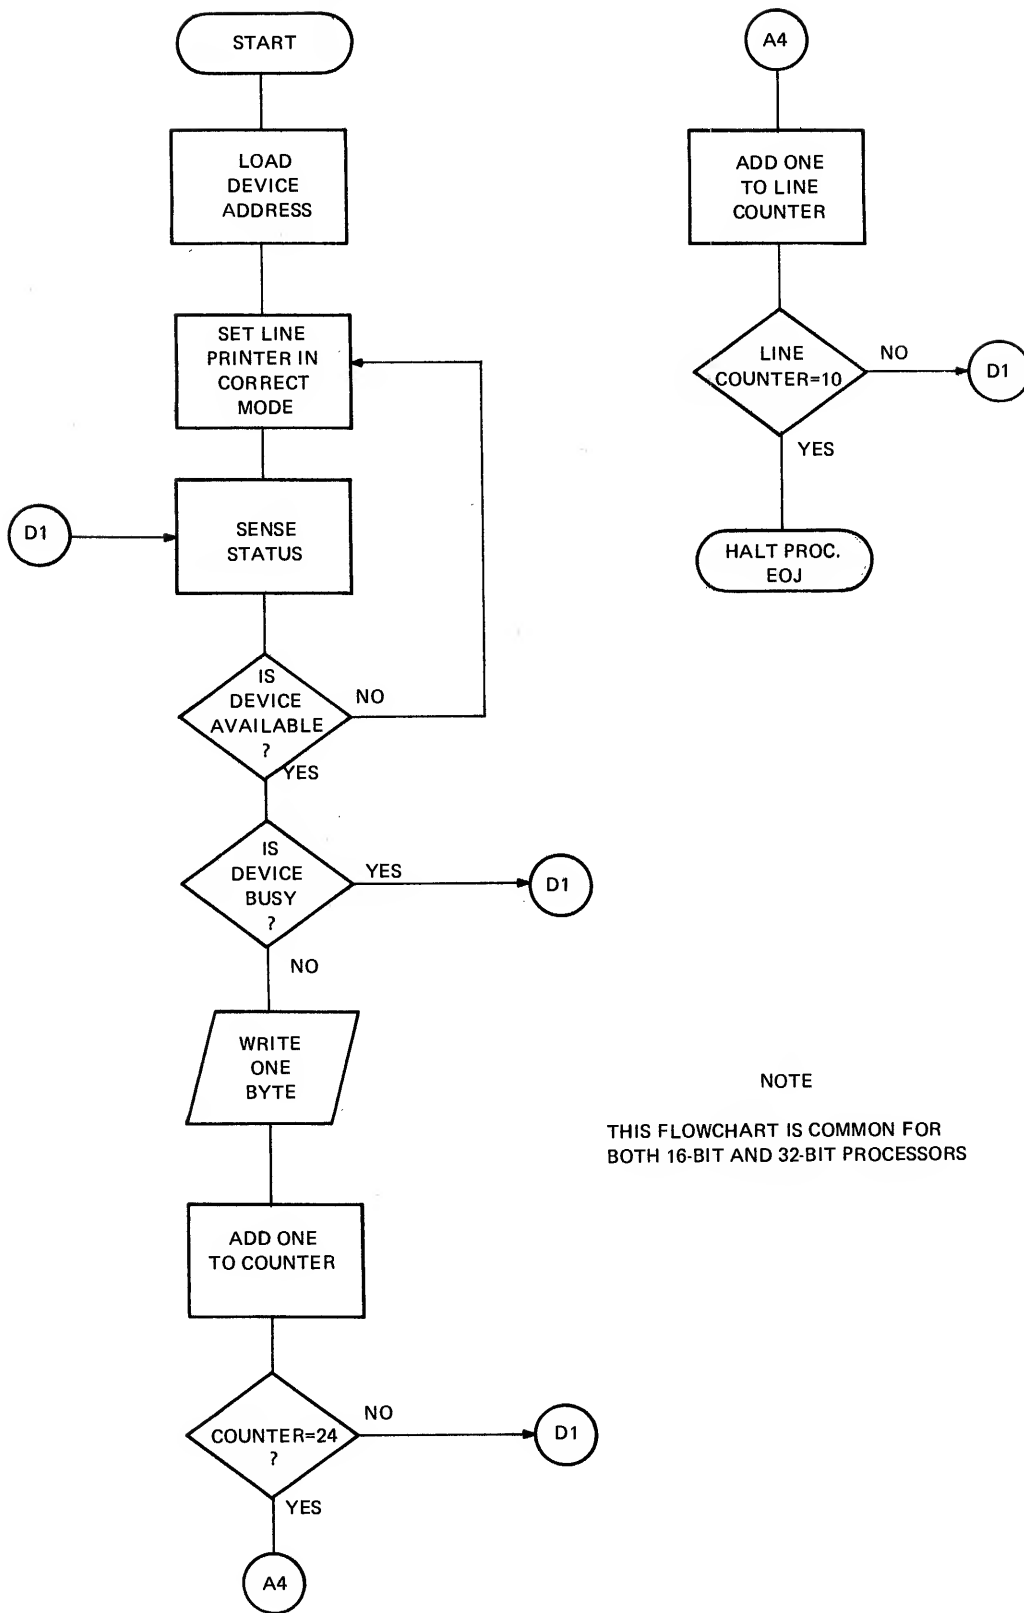 START
LOAD
DEVICE
ADDRESS
SET LINE
PRINTER IN
CORRECT
MODE
D1
SENSE
STATUS
IS
DEVICE
AVAILABLE
?
NO
YES
IS
DEVICE
BUSY
?
YES
D1
NO
WRITE
ONE
BYTE
ADD ONE
TO COUNTER
COUNTER=24
?
NO
D1
YES
A4
A4
ADD ONE
TO LINE
COUNTER
LINE
COUNTER=10
NO
D1
YES
HALT PROC.
EOJ
NOTE
THIS FLOWCHART IS COMMON FOR
BOTH 16-BIT AND 32-BIT PROCESSORS